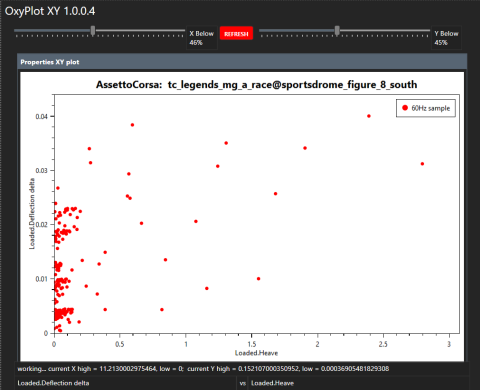 OxyPlot XY 1.0.0.4
X Below
46%
REFRESH
Y Below
45%
Properties XY plot
AssettoCorsa: tc_legends_mg_a_race@sportsdrome_figure_8_south
60Hz sample
Loaded.Deflection delta
0.04
0.03
0.02
0.01
0
0
0.5
1
1.5
2
2.5
3
Loaded.Heave
working... current X high = 11.2130002975464, low = 0; current Y high = 0.152107000350952, low = 0.00036905481829308
Loaded.Deflection delta vs Loaded.Heave